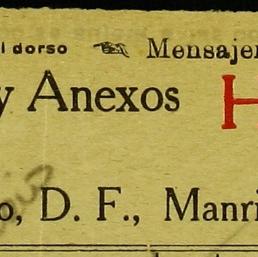 l dorso ☞ Mensajer
y Anexos H
o, D. F., Manri